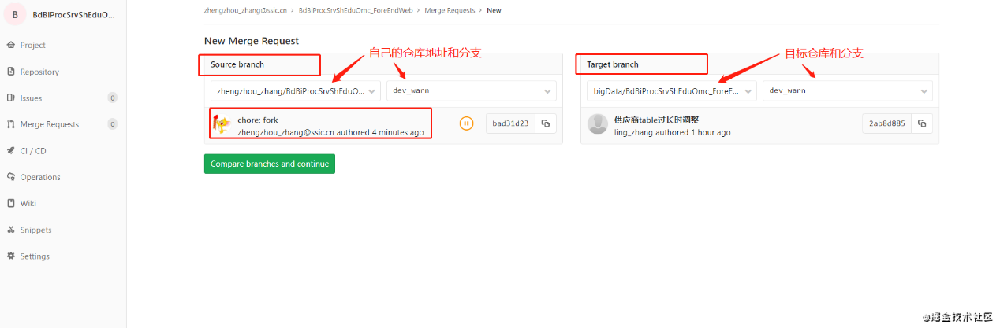 B BdBiProcSrvShEduO...
zhengzhou_zhang@ssic.cn > BdBiProcSrvShEduOmc_ForeEndWeb > Merge Requests > New
Project
Repository
Issues 0
Merge Requests 0
CI / CD
Operations
Wiki
Snippets
Settings
New Merge Request
自己的仓库地址和分支
目标仓库和分支
Source branch
Target branch
zhengzhou_zhang/BdBiProcSrvShEduO... dev_warn
bigData/BdBiProcSrvShEduOmc_ForeE... dev_warn
chore: fork
zhengzhou_zhang@ssic.cn authored 4 minutes ago
bad31d23
供应商table过长时调整
ling_zhang authored 1 hour ago
2ab8d885
Compare branches and continue
@掘金技术社区